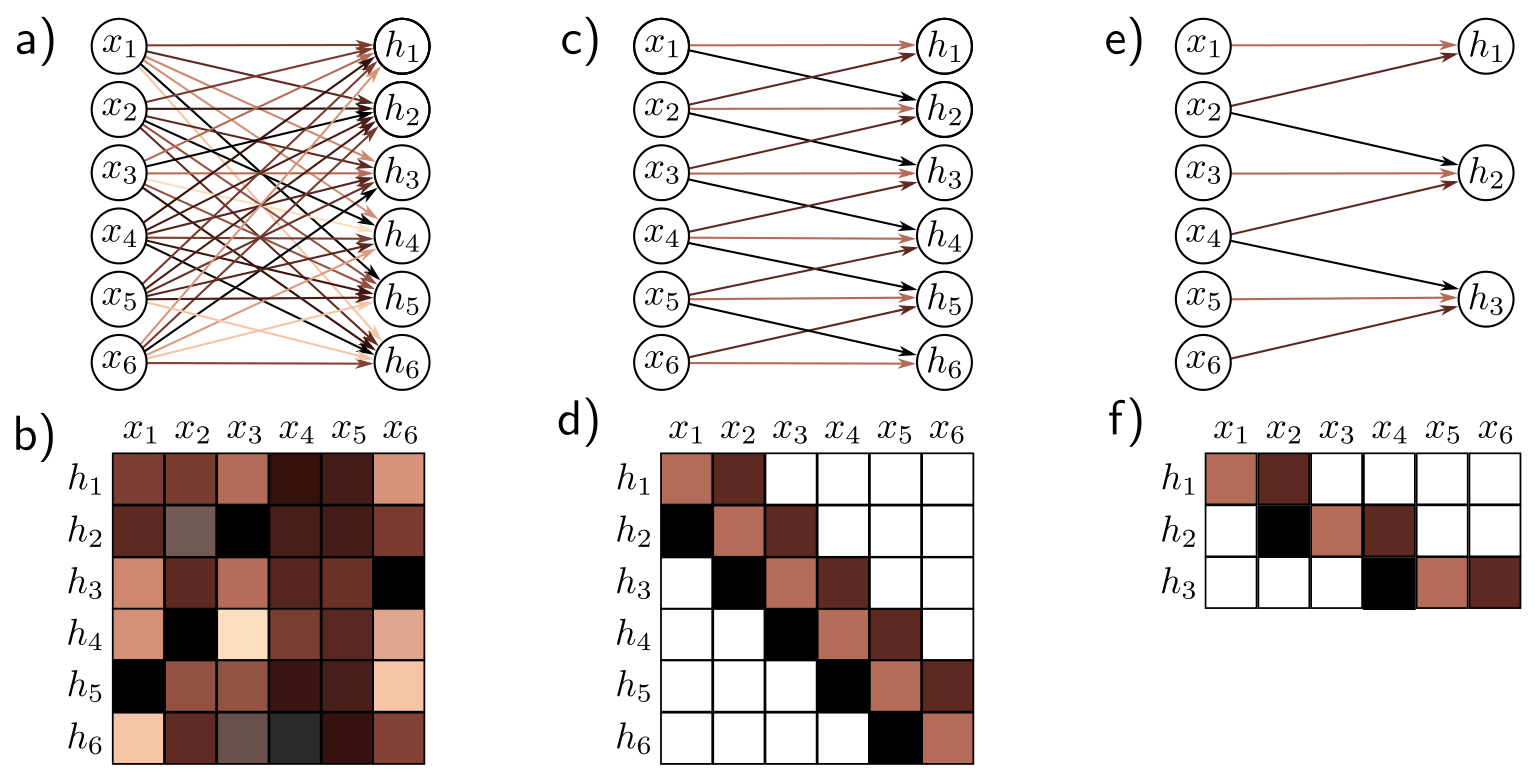 a)
x₁ h₁
x₂ h₂
x₃ h₃
x₄ h₄
x₅ h₅
x₆ h₆
b)
x₁ x₂ x₃ x₄ x₅ x₆
h₁
h₂
h₃
h₄
h₅
h₆
c)
x₁ h₁
x₂ h₂
x₃ h₃
x₄ h₄
x₅ h₅
x₆ h₆
d)
x₁ x₂ x₃ x₄ x₅ x₆
h₁
h₂
h₃
h₄
h₅
h₆
e)
x₁ h₁
x₂
x₃ h₂
x₄
x₅ h₃
x₆
f)
x₁ x₂ x₃ x₄ x₅ x₆
h₁
h₂
h₃